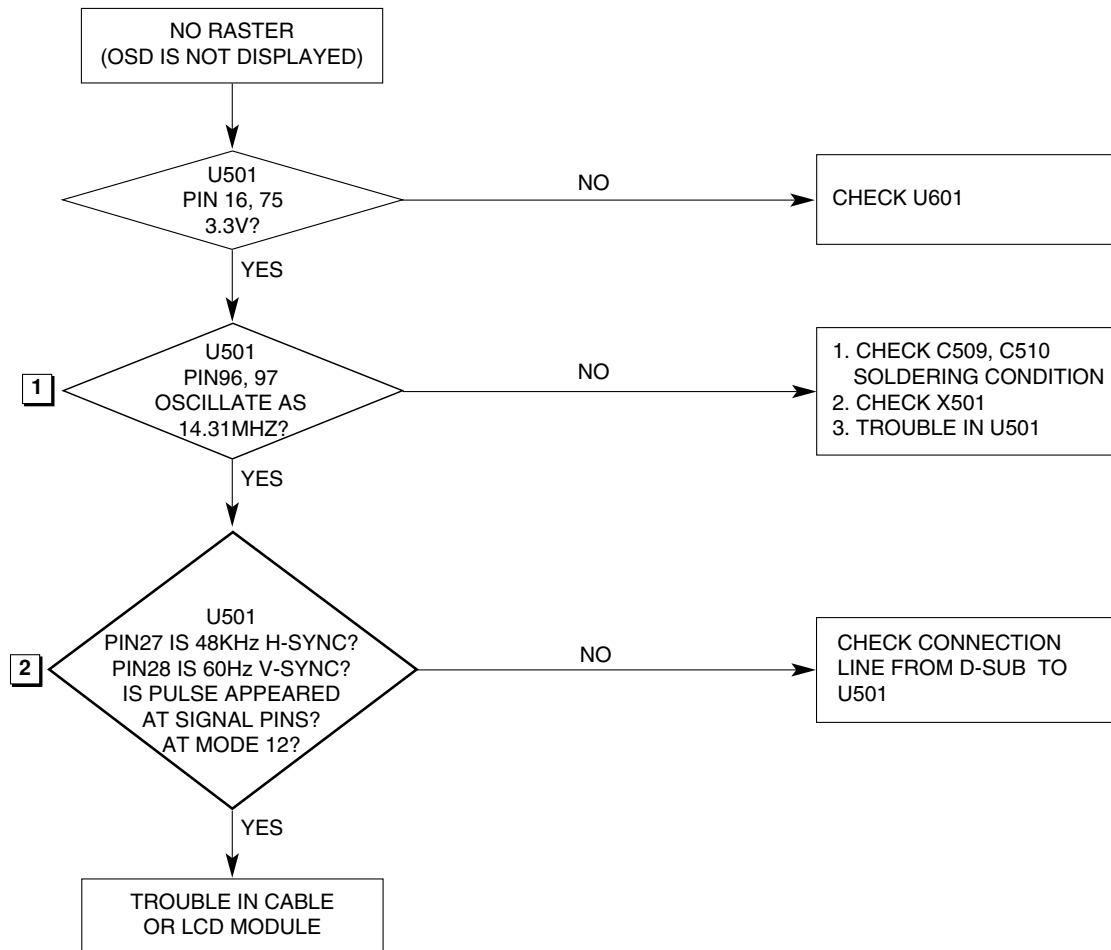 NO RASTER
(OSD IS NOT DISPLAYED)
U501
PIN 16, 75
3.3V?
NO
CHECK U601
YES
1
U501
PIN96, 97
OSCILLATE AS
14.31MHZ?
NO
1. CHECK C509, C510
SOLDERING CONDITION
2. CHECK X501
3. TROUBLE IN U501
YES
2
U501
PIN27 IS 48KHz H-SYNC?
PIN28 IS 60Hz V-SYNC?
IS PULSE APPEARED
AT SIGNAL PINS?
AT MODE 12?
NO
CHECK CONNECTION
LINE FROM D-SUB TO
U501
YES
TROUBLE IN CABLE
OR LCD MODULE